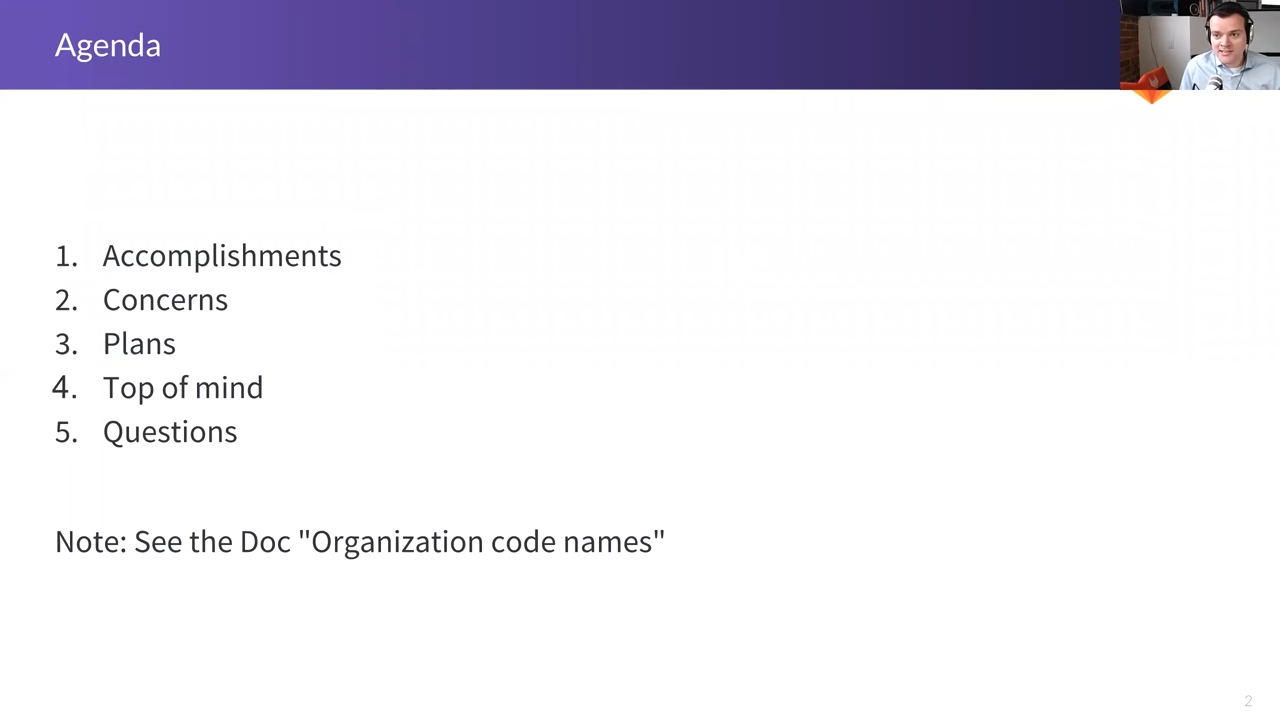 Agenda
1. Accomplishments
2. Concerns
3. Plans
4. Top of mind
5. Questions
Note: See the Doc "Organization code names"
2